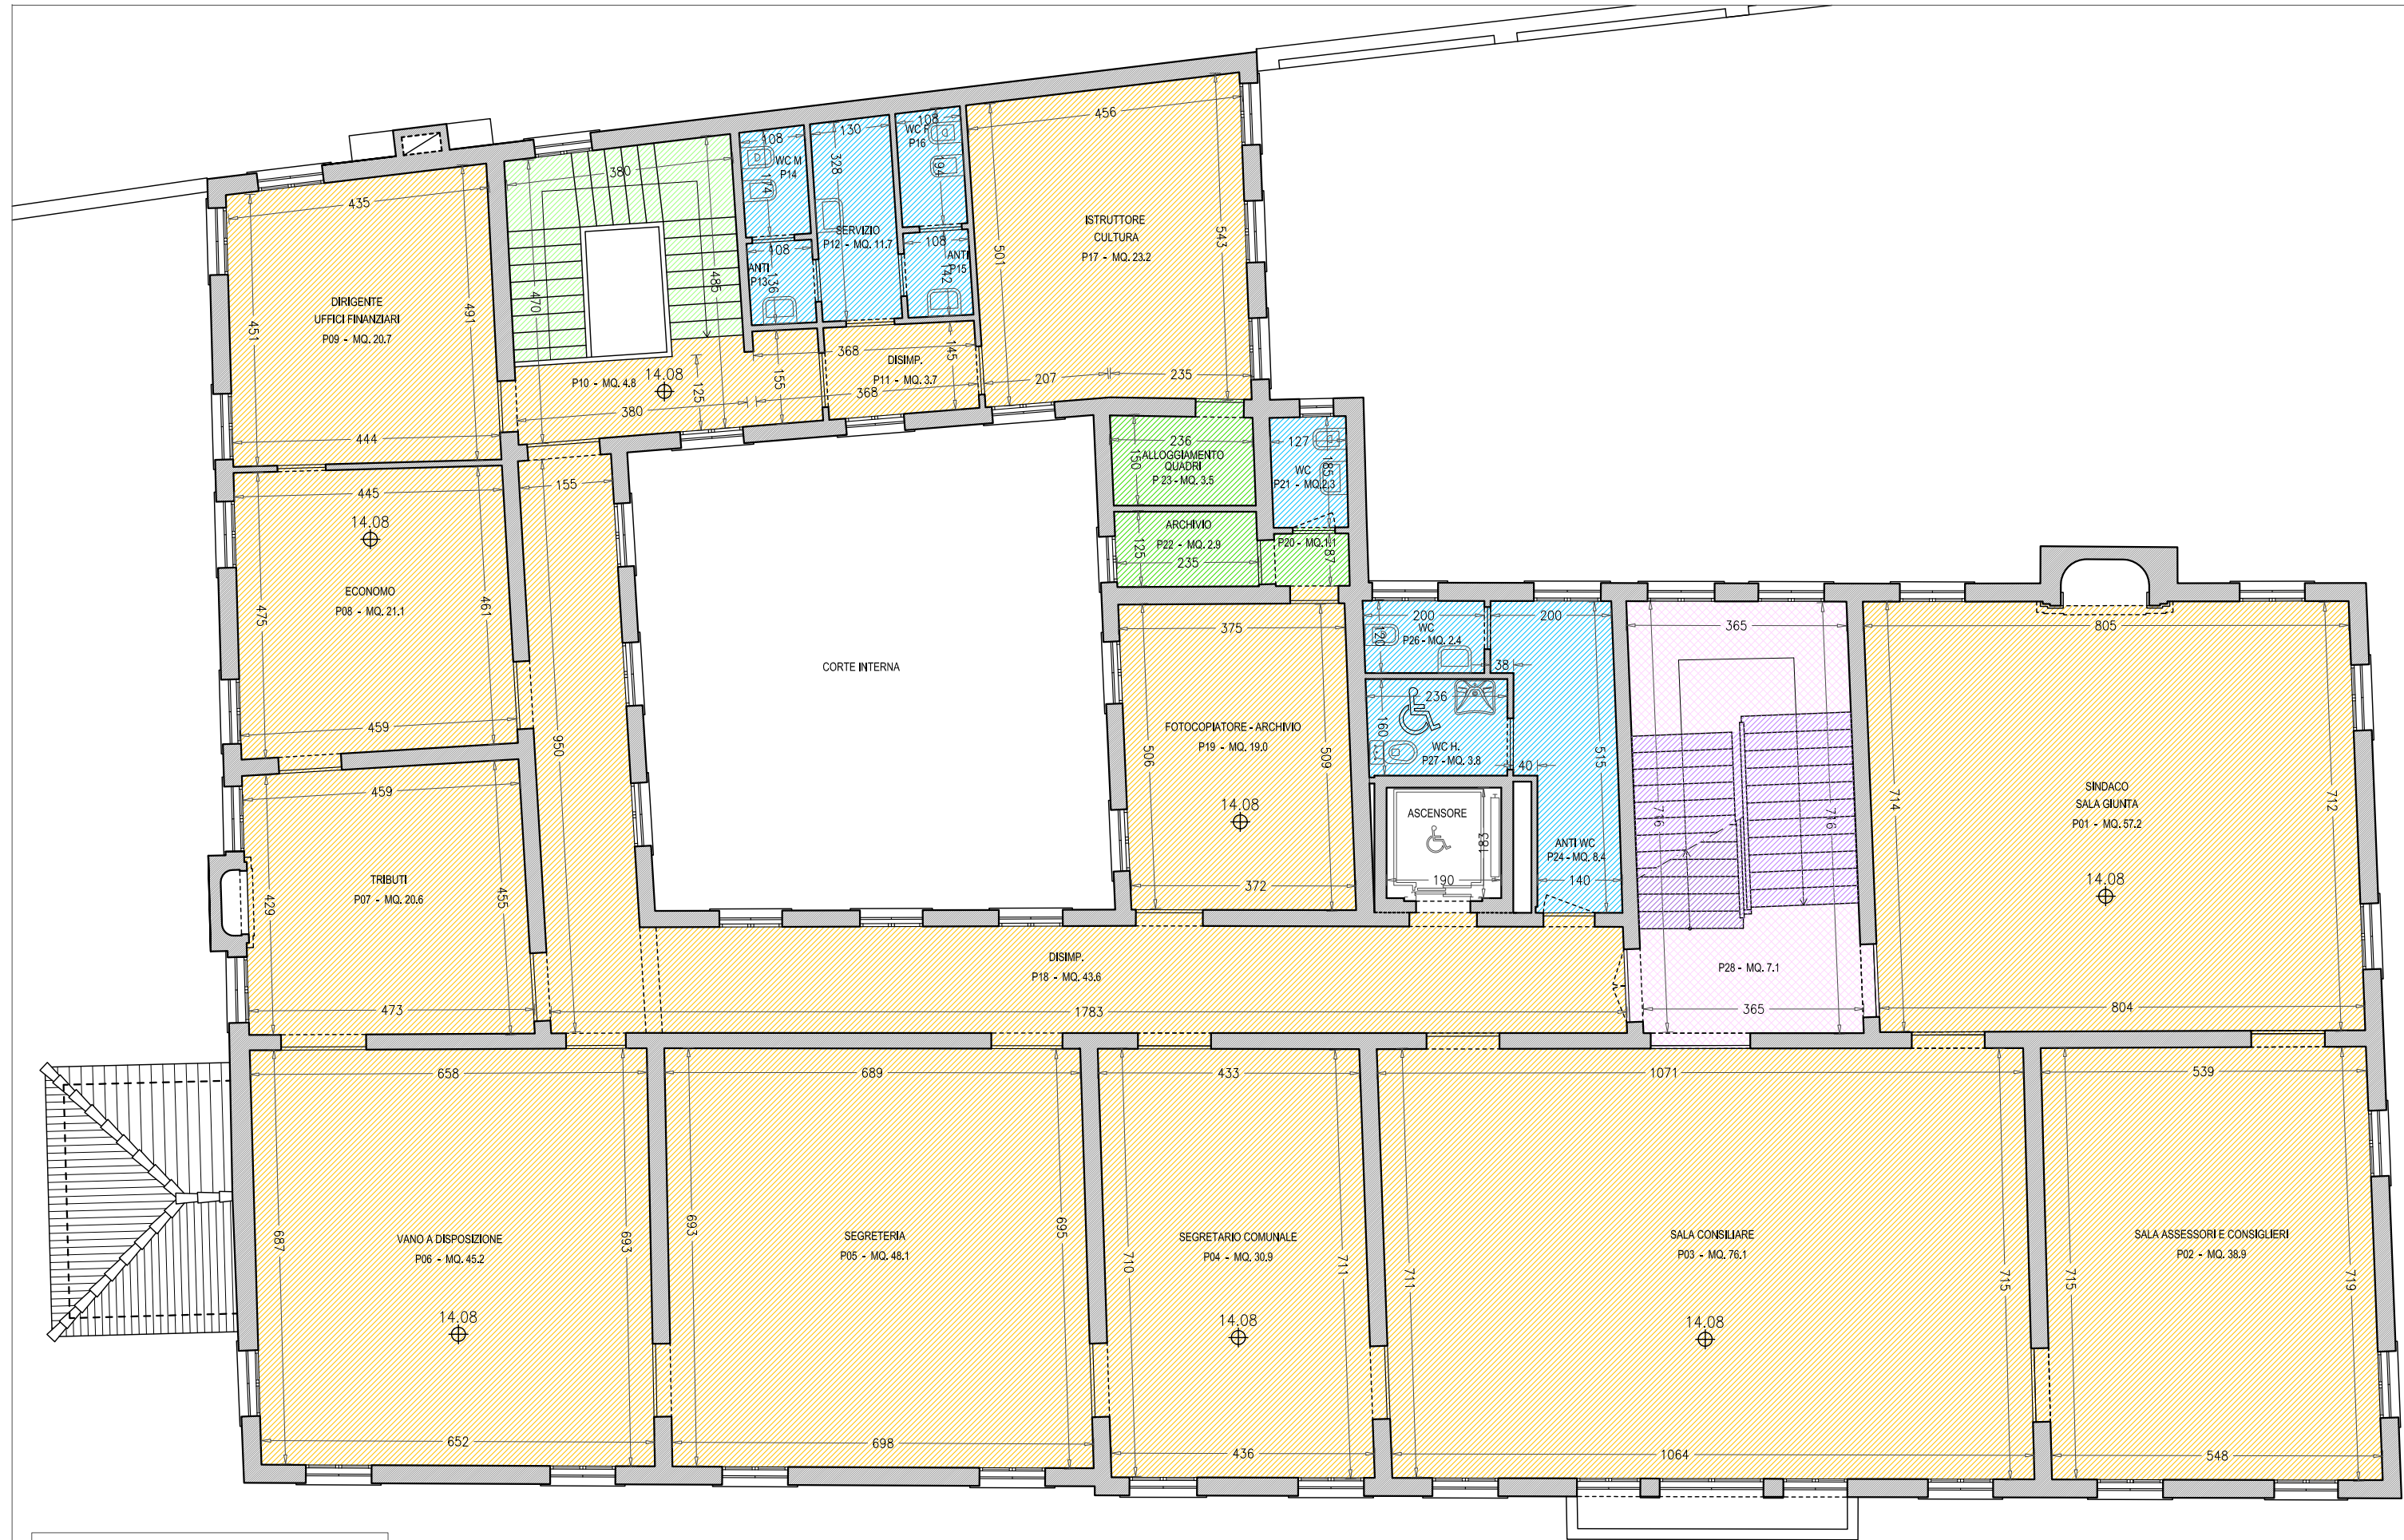 108
130
108
456
WC F
P16
WC M
P14
328
194
174
543
380
435
ISTRUTTORE
CULTURA
P17 - MQ. 23.2
SERVIZIO
P12 - MQ. 11.7
108
108
501
ANTI
P13
136
ANTI
P15
142
485
470
491
451
DIRIGENTE
UFFICI FINANZIARI
P09 - MQ. 20.7
368
145
DISIMP.
P11 - MQ. 3.7
P10 - MQ. 4.8
14.08
125
155
368
207
235
380
444
236
150
ALLOGGIAMENTO
QUADRI
P 23 - MQ. 3.5
127
185
WC
P21 - MQ.2.3
155
445
14.08
ARCHIVIO
P22 - MQ. 2.9
125
235
P20 - MQ.1.1
87
ECONOMO
P08 - MQ. 21.1
475
461
459
200
WC
P26 - MQ. 2.4
120
200
38
365
805
375
CORTE INTERNA
950
FOTOCOPIATORE - ARCHIVIO
P19 - MQ. 19.0
506
509
14.08
372
236
160
WC H.
P27 - MQ. 3.8
40
515
ASCENSORE
183
190
ANTI WC
P24 - MQ. 8.4
140
716
716
714
712
SINDACO
SALA GIUNTA
P01 - MQ. 57.2
14.08
459
TRIBUTI
P07 - MQ. 20.6
429
455
473
DISIMP.
P18 - MQ. 43.6
1783
P28 - MQ. 7.1
365
804
658
689
433
1071
539
687
693
693
695
710
711
711
715
715
719
VANO A DISPOSIZIONE
P06 - MQ. 45.2
14.08
SEGRETERIA
P05 - MQ. 48.1
SEGRETARIO COMUNALE
P04 - MQ. 30.9
14.08
SALA CONSILIARE
P03 - MQ. 76.1
14.08
SALA ASSESSORI E CONSIGLIERI
P02 - MQ. 38.9
652
698
436
1064
548